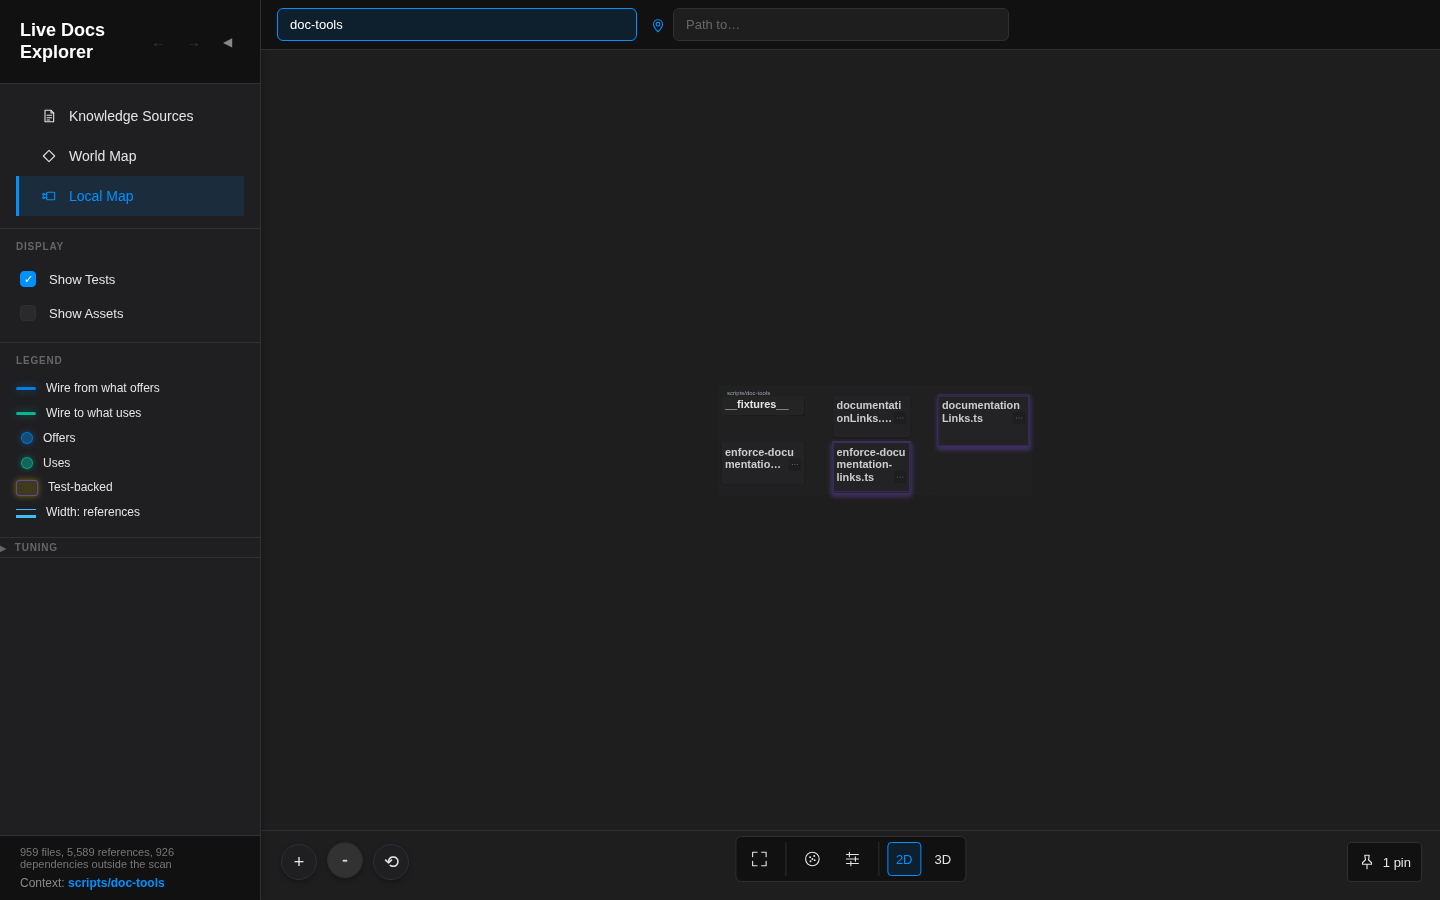 Live Docs
Explorer
doc-tools
Path to…
Knowledge Sources
World Map
Local Map
DISPLAY
Show Tests
Show Assets
LEGEND
Wire from what offers
Wire to what uses
Offers
Uses
Test-backed
Width: references
TUNING
scripts/doc-tools
__fixtures__
documentati
onLinks.…
documentation
Links.ts
enforce-docu
mentatio…
enforce-docu
mentation-
links.ts
959 files, 5,589 references, 926
dependencies outside the scan
Context: scripts/doc-tools
+
-
2D
3D
1 pin